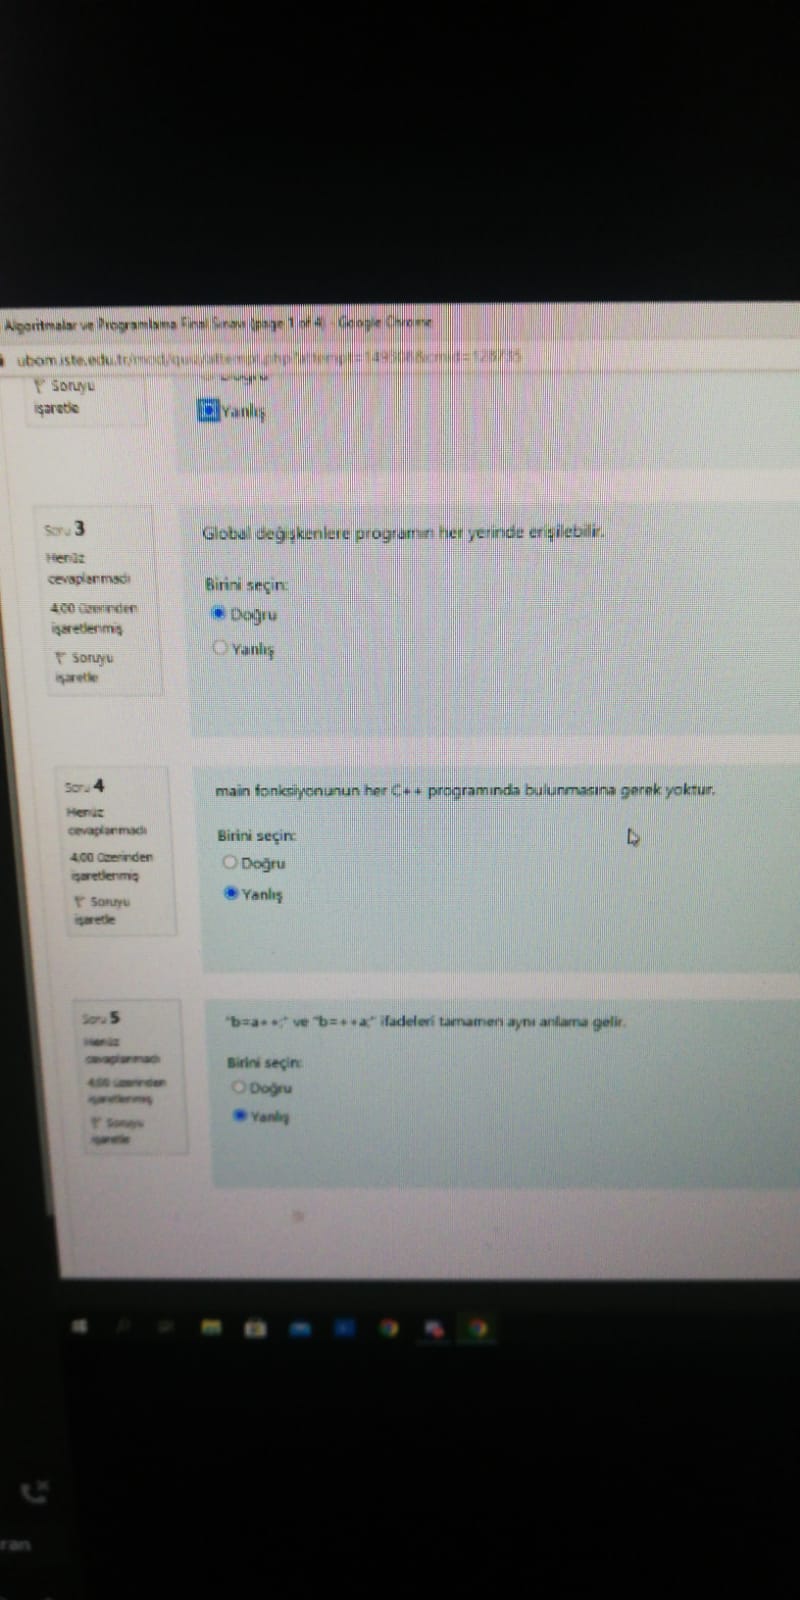 Algoritmalar ve Programlama Final Sınavı (page 1 of 4) - Google Chrome
ubom.iste.edu.tr/mod/quiz/attempt.php?attempt=149308&cmid=128735
Soruyu
işaretle
Doğru
Yanlış
Soru 3
Henüz
cevaplanmadı
4,00 üzerinden
işaretlenmiş
Soruyu
işaretle
Global değişkenlere programın her yerinde erişilebilir.
Birini seçin:
Doğru
Yanlış
Soru 4
Henüz
cevaplanmadı
4,00 üzerinden
işaretlenmiş
Soruyu
işaretle
main fonksiyonunun her C++ programında bulunmasına gerek yoktur.
Birini seçin:
Doğru
Yanlış
Soru 5
Henüz
cevaplanmadı
4,00 üzerinden
işaretlenmiş
Soruyu
işaretle
"b=a++;" ve "b=++a;" ifadeleri tamamen aynı anlama gelir.
Birini seçin:
Doğru
Yanlış
ran